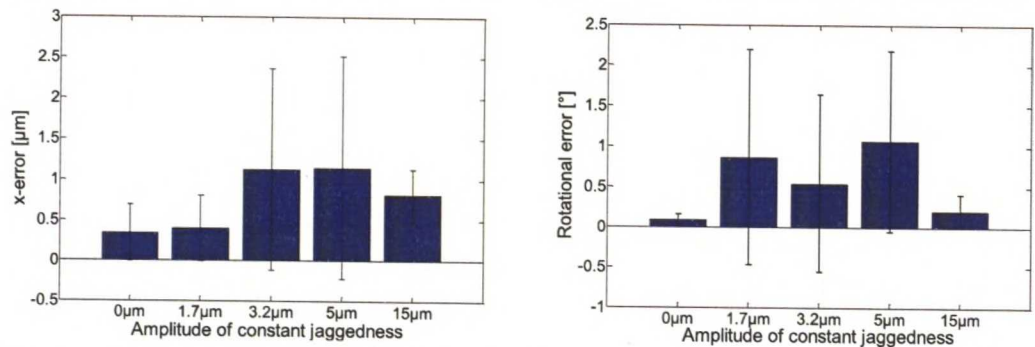 3
2.5
2
1.5
1
0.5
0
-0.5
x-error [µm]
0µm 1.7µm 3.2µm 5µm 15µm
Amplitude of constant jaggedness
2.5
2
1.5
1
0.5
0
-0.5
-1
Rotational error [°]
0µm 1.7µm 3.2µm 5µm 15µm
Amplitude of constant jaggedness